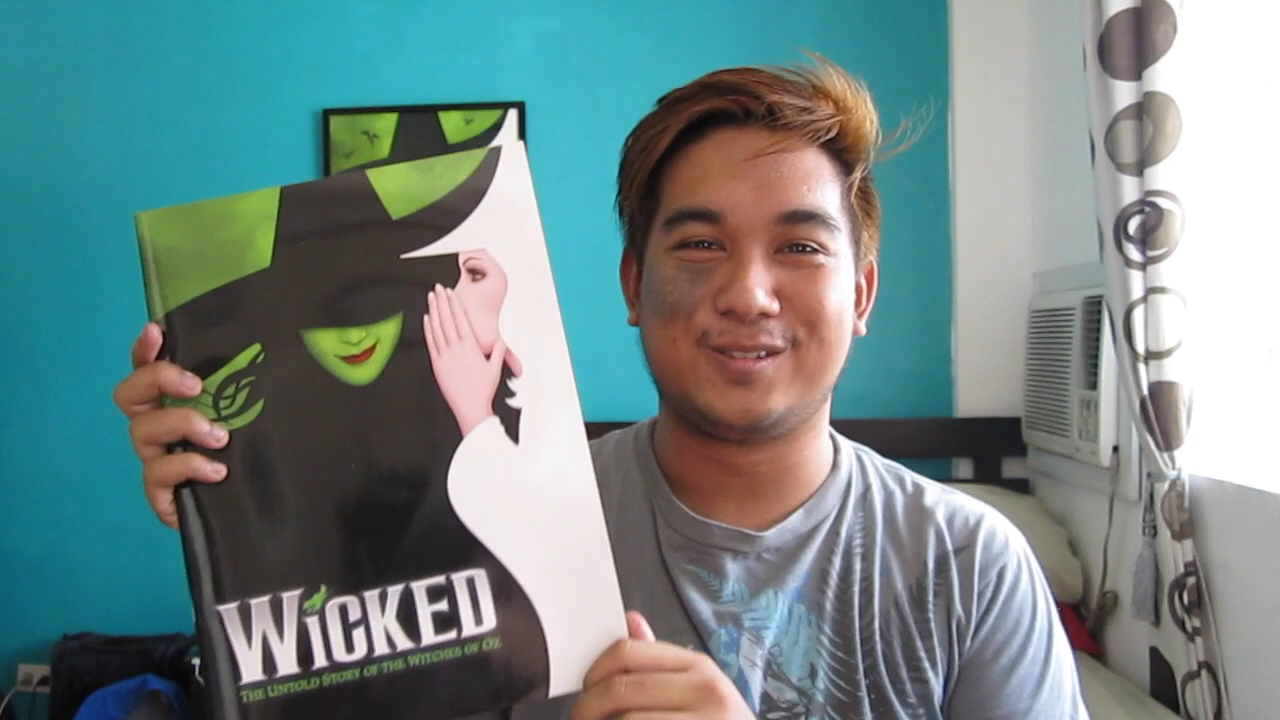 WiCKED
THE UNTOLD STORY OF THE WITCHES OF OZ